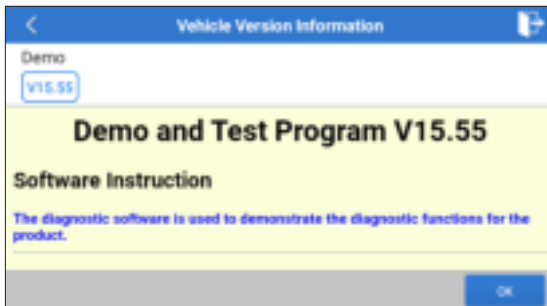 Vehicle Version Information
Demo
V15.55
Demo and Test Program V15.55
Software Instruction
The diagnostic software is used to demonstrate the diagnostic functions for the
product.
OK